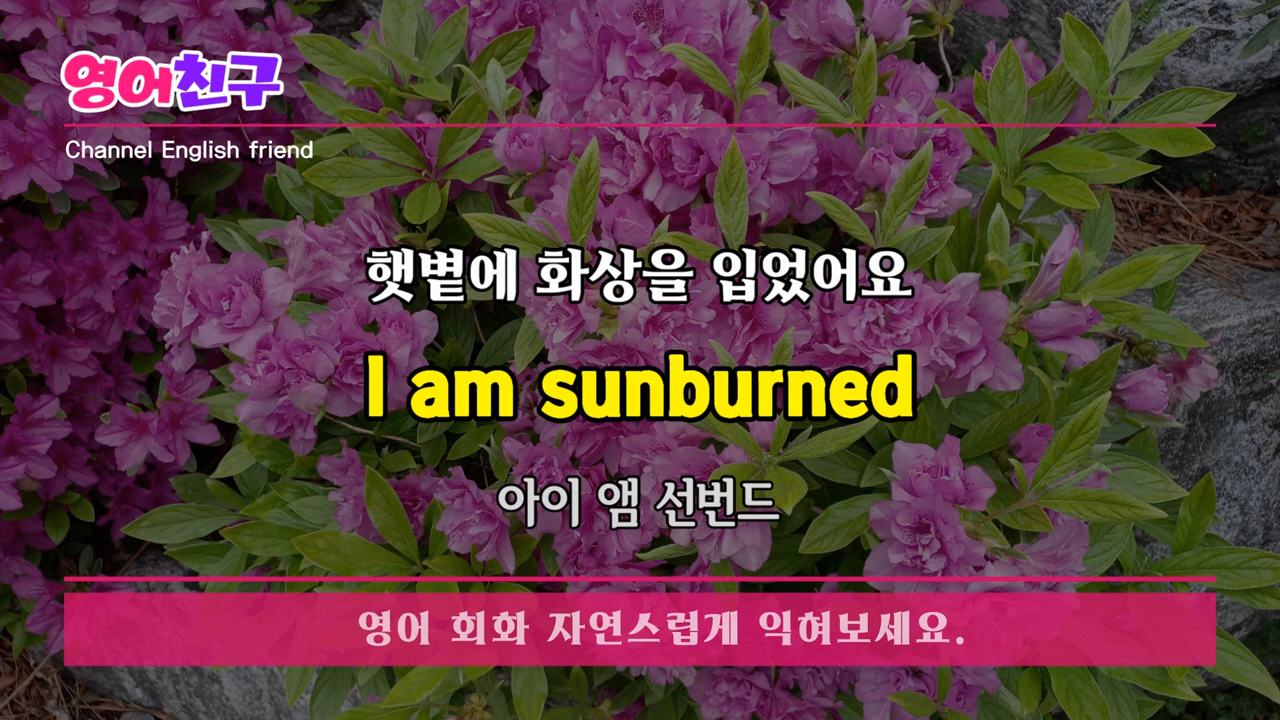 영어친구
Channel English friend
햇볕에 화상을 입었어요
I am sunburned
아이 앰 선번드
영어 회화 자연스럽게 익혀보세요.